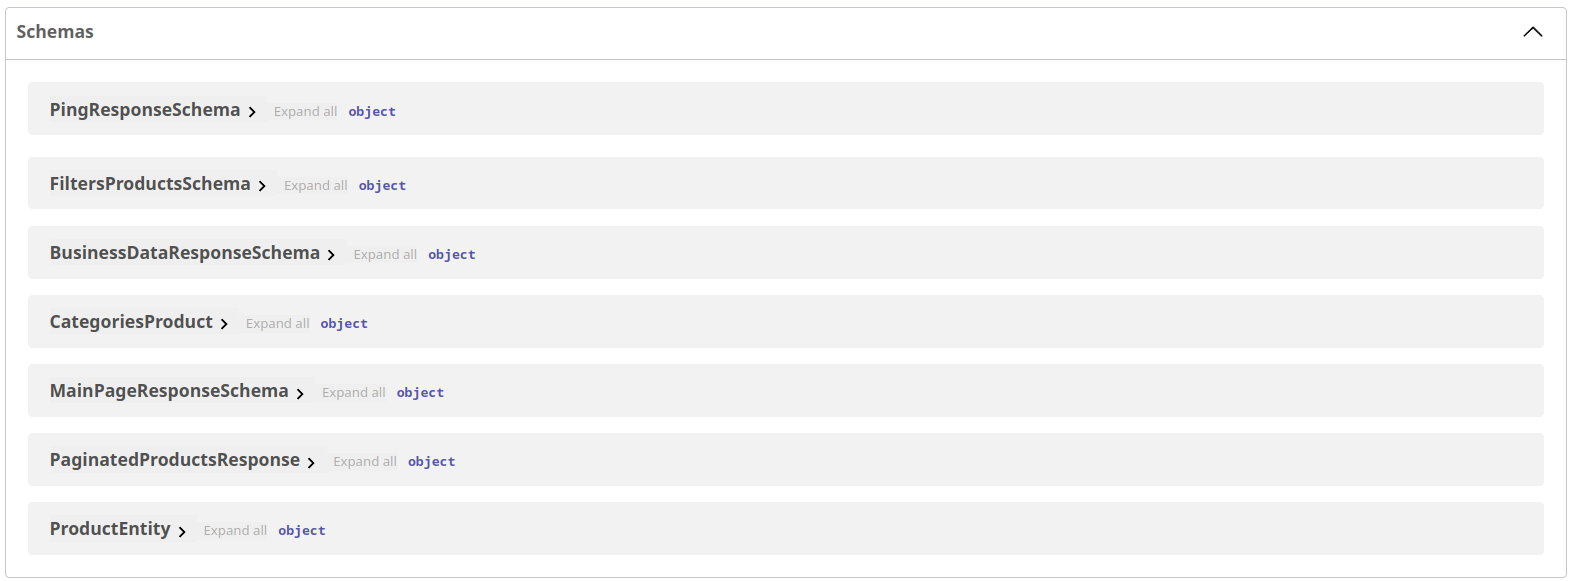 Schemas
PingResponseSchema Expand all object
FiltersProductsSchema Expand all object
BusinessDataResponseSchema Expand all object
CategoriesProduct Expand all object
MainPageResponseSchema Expand all object
PaginatedProductsResponse Expand all object
ProductEntity Expand all object